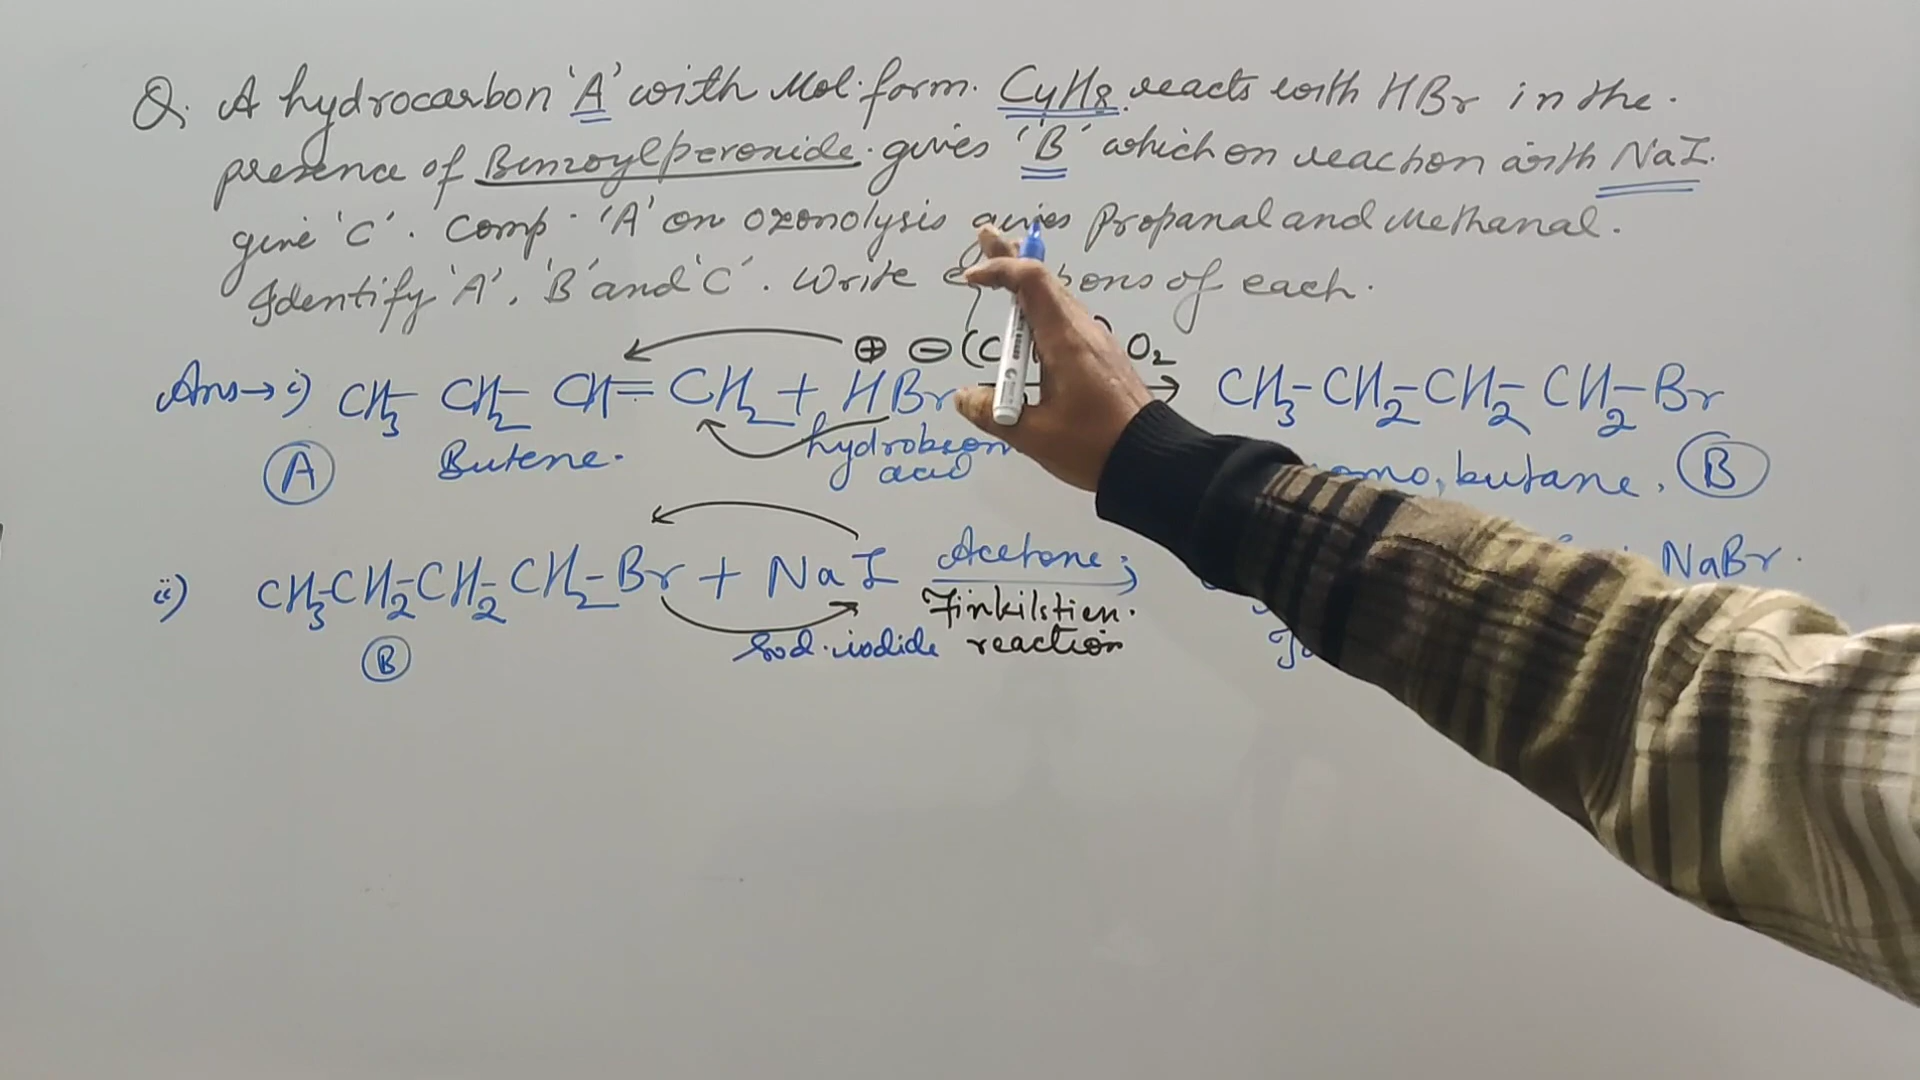 Q. A hydrocarbon 'A' with Mol. form. C4H8 reacts with HBr in the.
presence of Benzoylperoxide. gives 'B' which on reaction with NaI.
give 'C'. Comp. 'A' on ozonolysis gives Propanal and Methanal.
Identify 'A', 'B' and 'C'. Write of each.
⊕ ⊖ (C O2
Ans→ i) CH3- CH2- CH= CH2 + HBr → CH3-CH2-CH2-CH2-Br
(A) Butene. hydrobrom omo, butane. (B)
acid
ii) CH3-CH2-CH2-CH2-Br + NaI Acetone; NaBr.
Finkilstien.
(B) Sod. iodide reaction